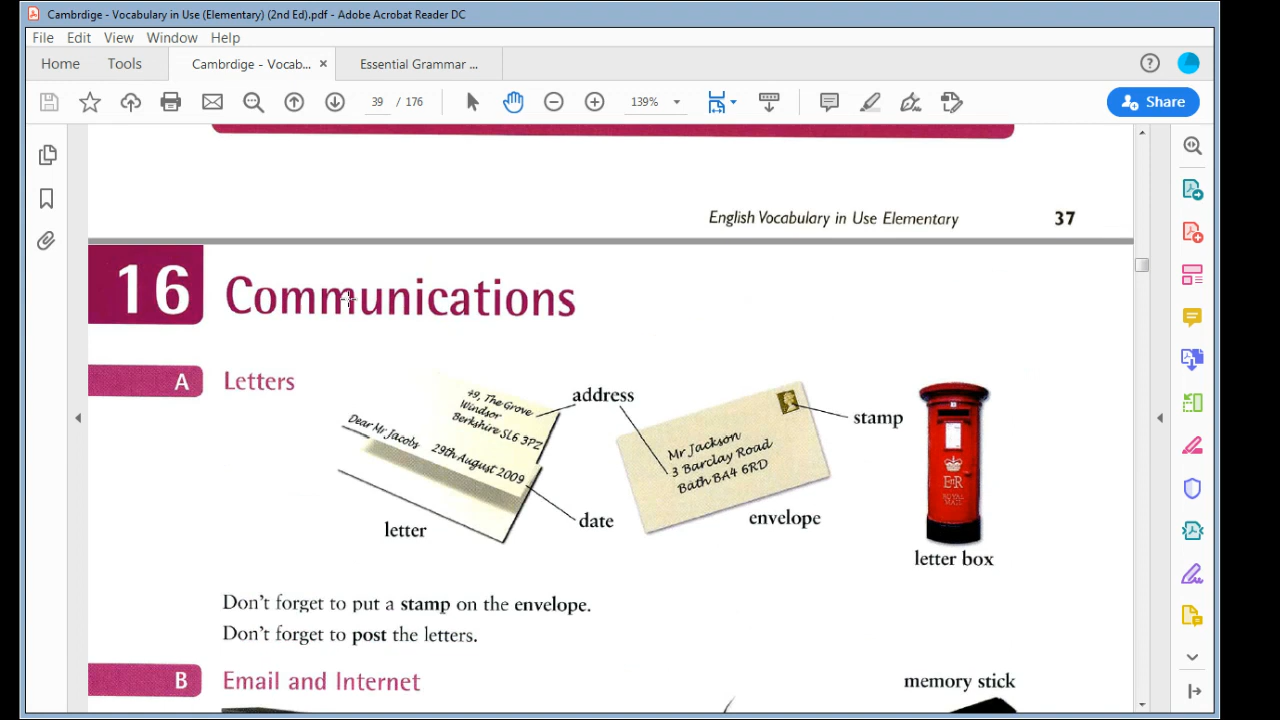 Cambrdige - Vocabulary in Use (Elementary) (2nd Ed).pdf - Adobe Acrobat Reader DC
File Edit View Window Help
Home Tools Cambrdige - Vocab... × Essential Grammar ...
39 / 176 139% Share
English Vocabulary in Use Elementary 37
16 Communications
A Letters
49, The Grove
Windsor
Berkshire SL6 3PZ
Dear Mr Jacobs 29th August 2009
address
Mr Jackson
3 Barclay Road
Bath BA4 6RD
stamp
letter
date
envelope
letter box
E R
ROYAL
MAIL
Don't forget to put a stamp on the envelope.
Don't forget to post the letters.
B Email and Internet
memory stick